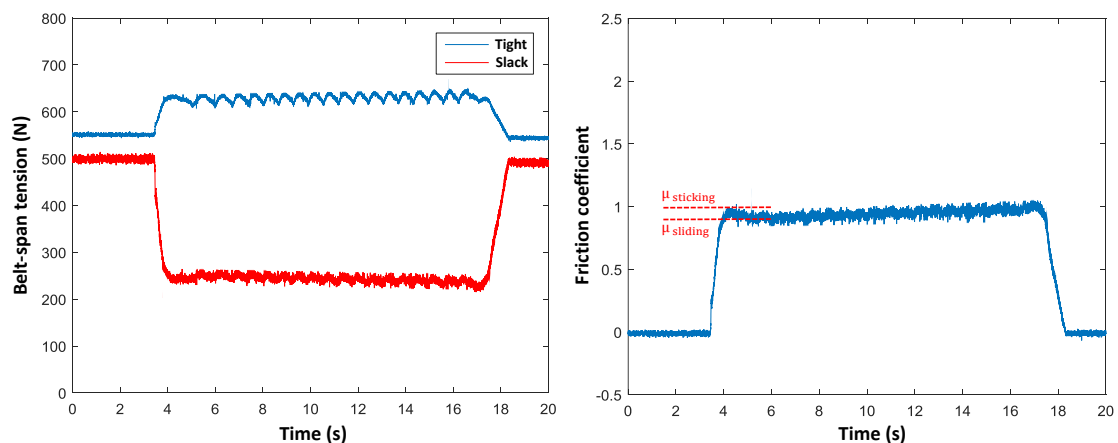 800
700
600
500
400
300
200
100
0
0 2 4 6 8 10 12 14 16 18 20
Belt-span tension (N)
Time (s)
Tight
Slack
2.5
2
1.5
1
0.5
0
-0.5
0 2 4 6 8 10 12 14 16 18 20
Friction coefficient
Time (s)
μ sticking
μ sliding